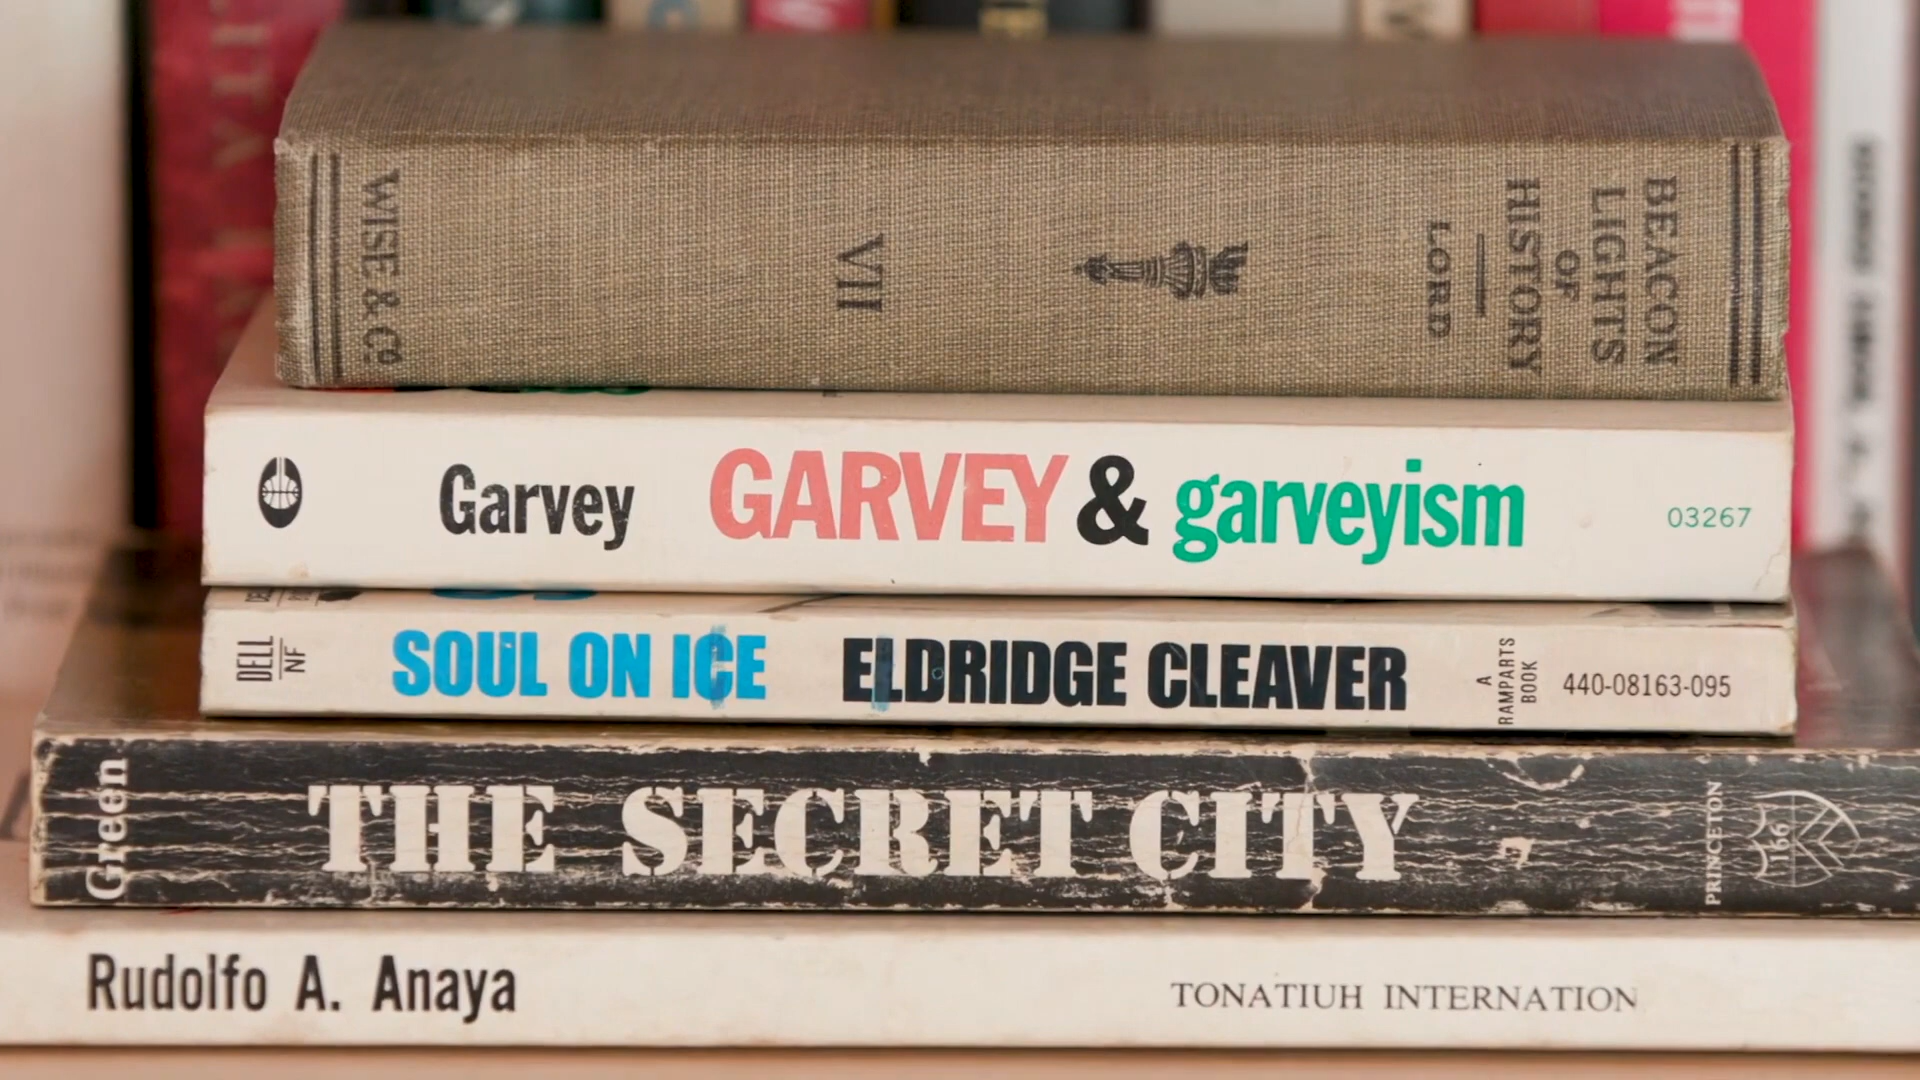 BEACON
LIGHTS
OF
HISTORY
LORD
VII
WISE & Co
Garvey GARVEY & garveyism 03267
DELL
NF
SOUL ON ICE ELDRIDGE CLEAVER
A
RAMPARTS
BOOK
440-08163-095
Green THE SECRET CITY PRINCETON
166
Rudolfo A. Anaya TONATIUH INTERNATION